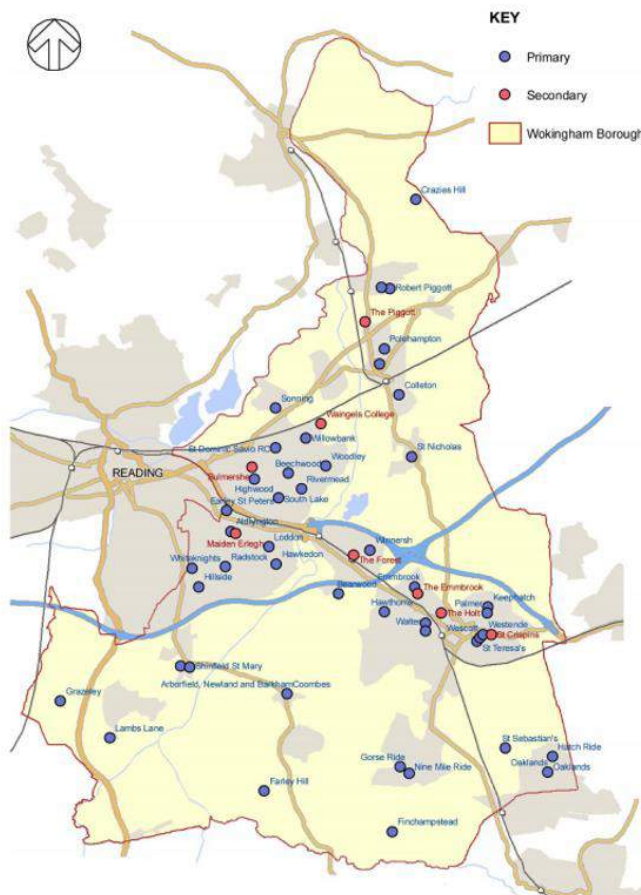 KEY
Primary
Secondary
Wokingham Borough
Crazies Hill
Robert Piggott
The Piggott
Polehampton
Colleton
Sonning
Waingels College
Millowbank
St Dominic Savio RC
St Nicholas
READING
Beechwood
Woodley
Bulmershe
Highwood
Rivermead
South Lake
Earley St Peters
Aldryngton
Maiden Erlegh
Loddon
Winnersh
The Forest
Whiteknights
Radstock
Hawkedon
Hillside
Bearwood
Emmbrook
The Emmbrook
Keephatch
Hawthorns
Palmer
The Holt
Walter
Wescott
Westende
St Crispins
St Teresa's
Shinfield St Mary
Arborfield, Newland and Barkham
Coombes
Grazeley
Lambs Lane
St Sebastian's
Hatch Ride
Gorse Ride
Oaklands
Oaklands
Nine Mile Ride
Farley Hill
Finchampstead